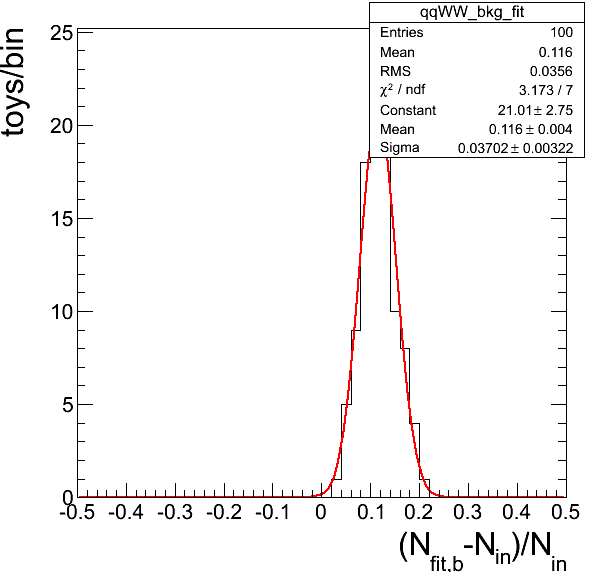 qqWW_bkg_fit
Entries 100
Mean 0.116
RMS 0.0356
χ² / ndf 3.173 / 7
Constant 21.01 ± 2.75
Mean 0.116 ± 0.004
Sigma 0.03702 ± 0.00322
toys/bin
25
20
15
10
5
0
-0.5 -0.4 -0.3 -0.2 -0.1 0 0.1 0.2 0.3 0.4 0.5
(N_fit,b-N_in)/N_in